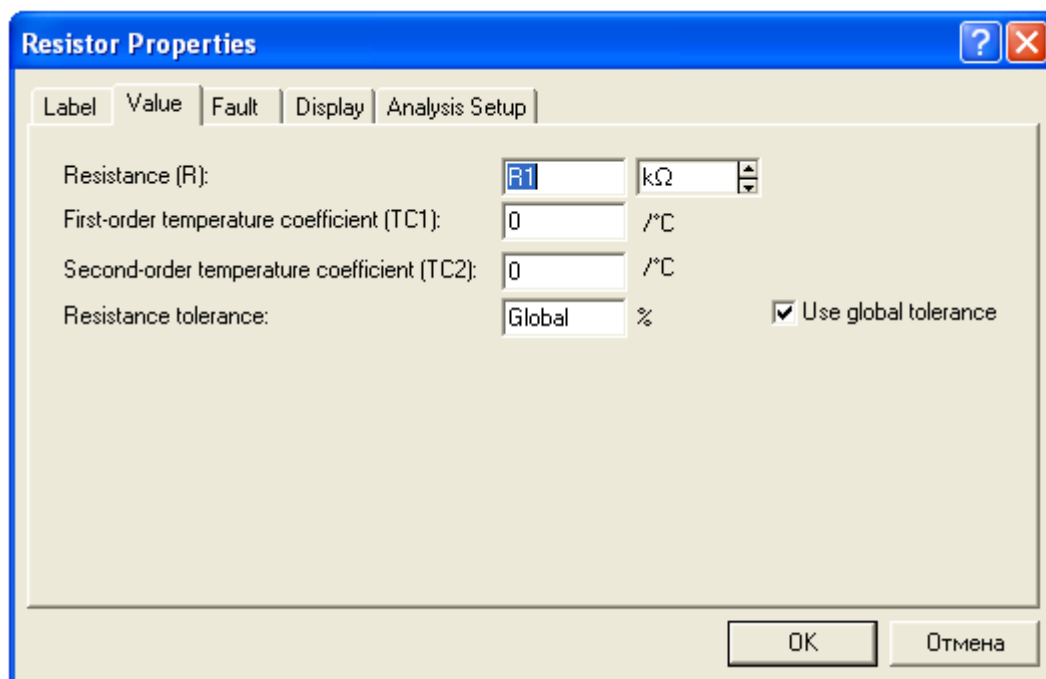 Resistor Properties
Label Value Fault Display Analysis Setup
Resistance (R): R1 kΩ
First-order temperature coefficient (TC1): 0 /°C
Second-order temperature coefficient (TC2): 0 /°C
Resistance tolerance: Global % Use global tolerance
OK Отмена